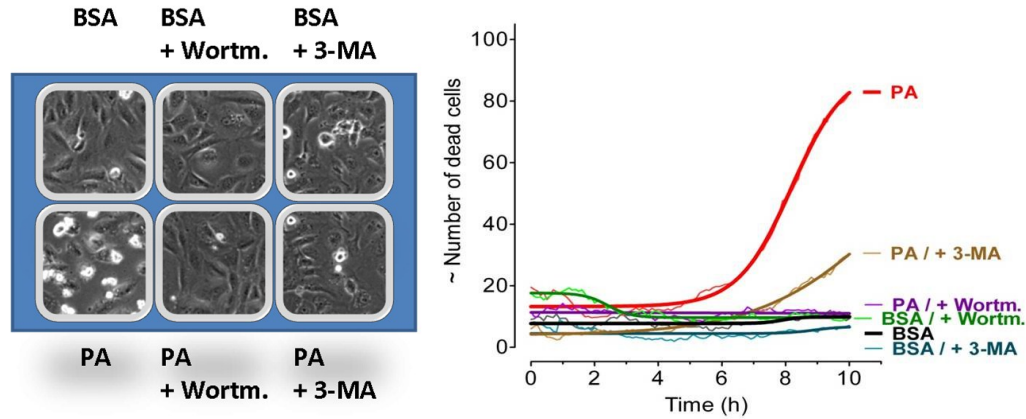 BSA
BSA
+ Wortm.
BSA
+ 3-MA
PA
PA
+ Wortm.
PA
+ 3-MA
~ Number of dead cells
100
80
60
40
20
0
0
2
4
6
8
10
Time (h)
PA
PA / + 3-MA
PA / + Wortm.
BSA / + Wortm.
BSA
BSA / + 3-MA